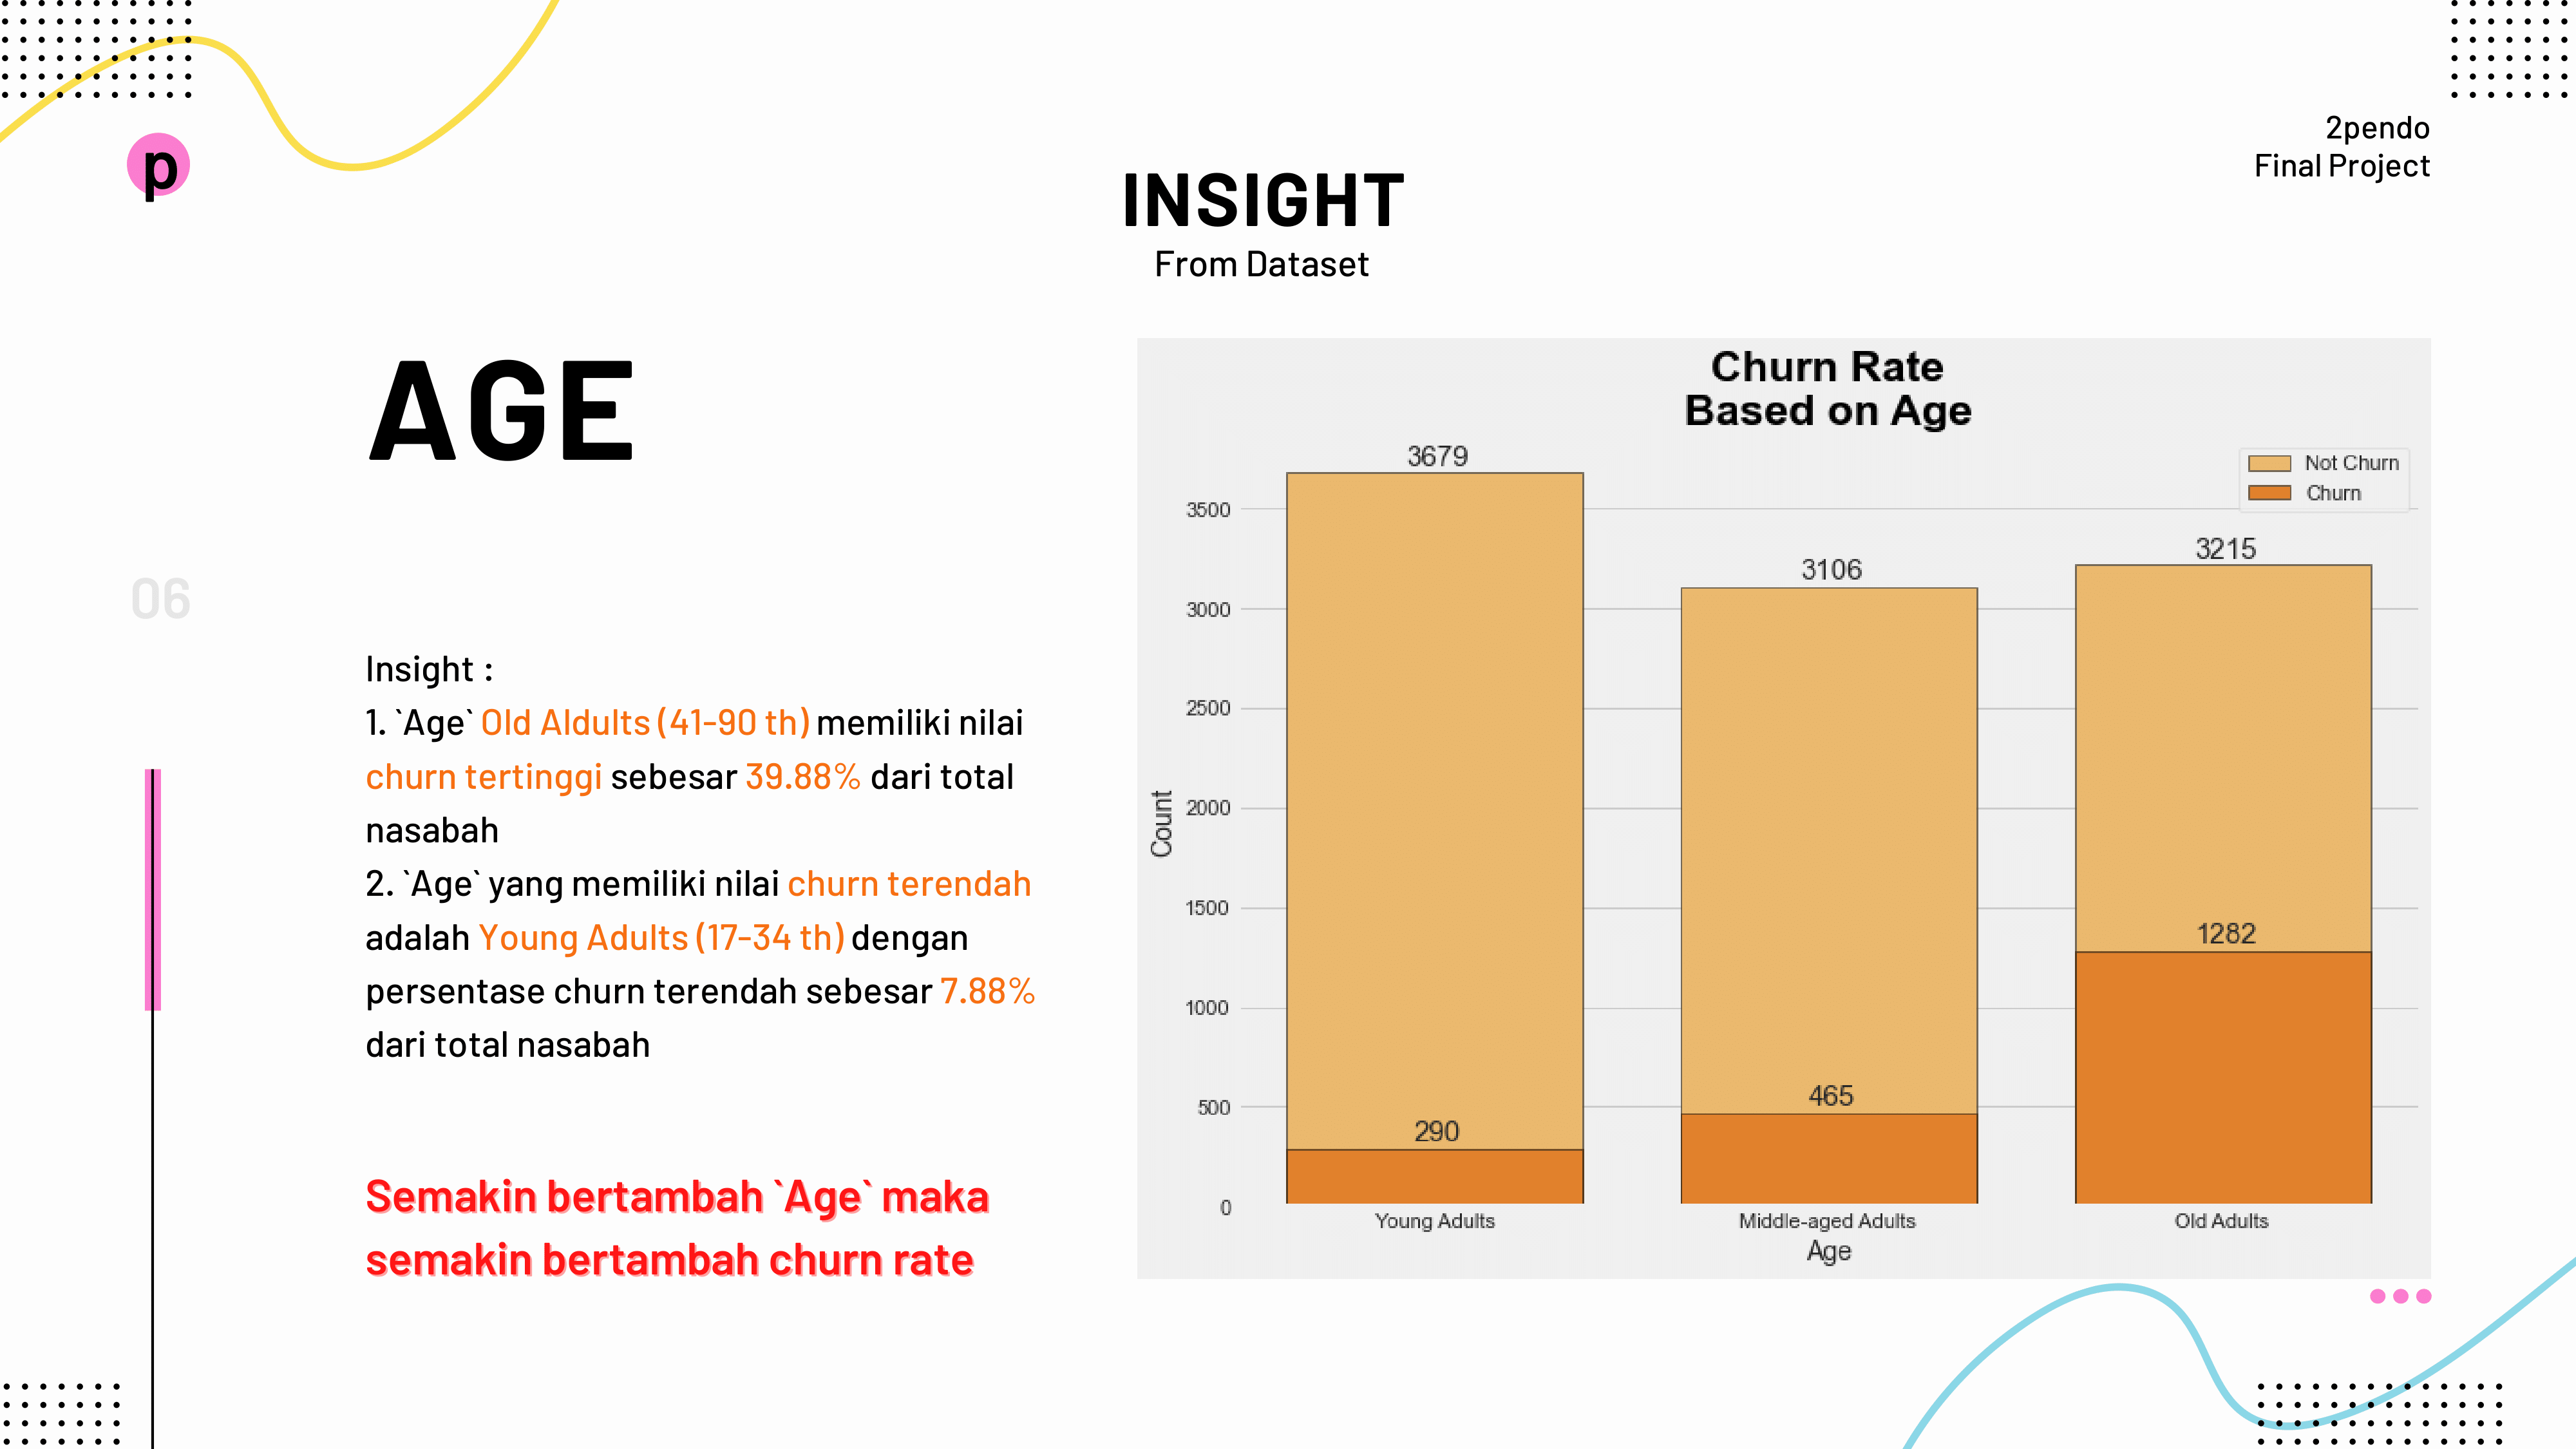 p
2pendo
Final Project
INSIGHT
From Dataset
AGE
06
Insight :
1. `Age` Old Aldults (41-90 th) memiliki nilai
churn tertinggi sebesar 39.88% dari total
nasabah
2. `Age` yang memiliki nilai churn terendah
adalah Young Adults (17-34 th) dengan
persentase churn terendah sebesar 7.88%
dari total nasabah
Semakin bertambah `Age` maka
semakin bertambah churn rate
Churn Rate
Based on Age
Not Churn
Churn
3679
3106
3215
290
465
1282
3500
3000
2500
2000
1500
1000
500
0
Count
Young Adults
Middle-aged Adults
Old Adults
Age